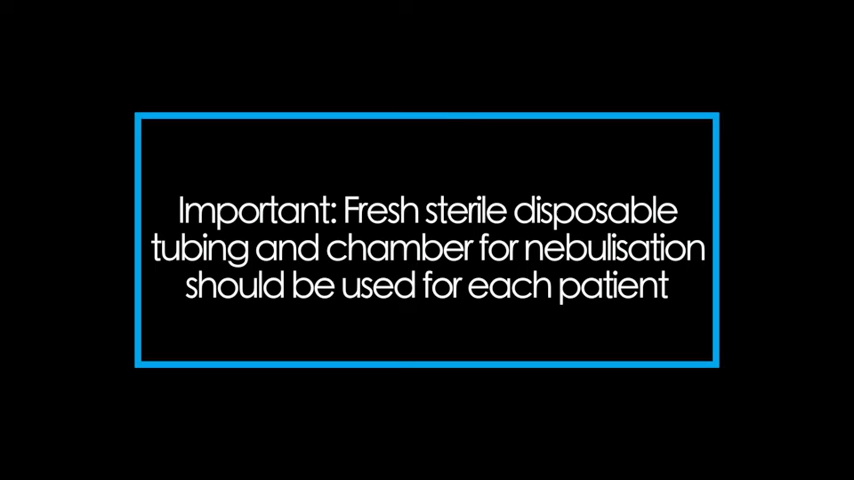 Important: Fresh sterile disposable
tubing and chamber for nebulisation
should be used for each patient